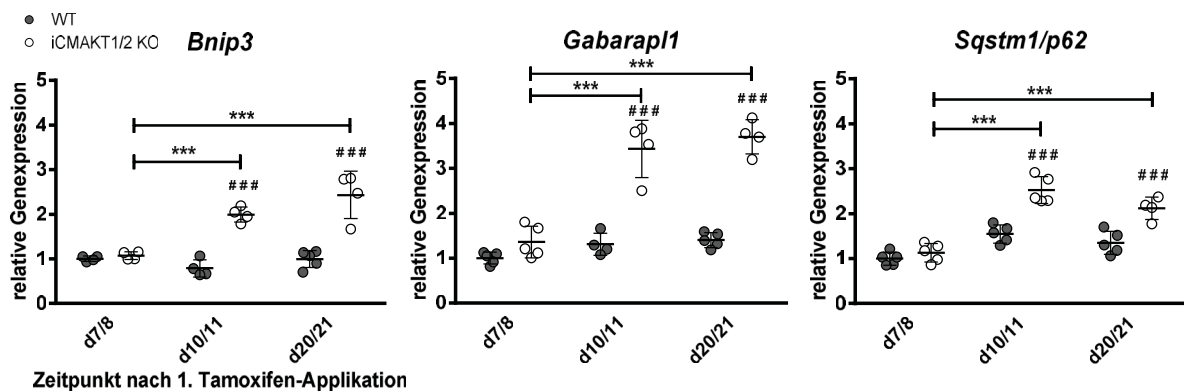 WT
iCMAKT1/2 KO
Bnip3
relative Genexpression
5
4
3
2
1
0
***
***
###
###
d7/8
d10/11
d20/21
Zeitpunkt nach 1. Tamoxifen-Applikation
Gabarapl1
relative Genexpression
5
4
3
2
1
0
***
***
###
###
d7/8
d10/11
d20/21
Sqstm1/p62
relative Genexpression
5
4
3
2
1
0
***
***
###
###
d7/8
d10/11
d20/21